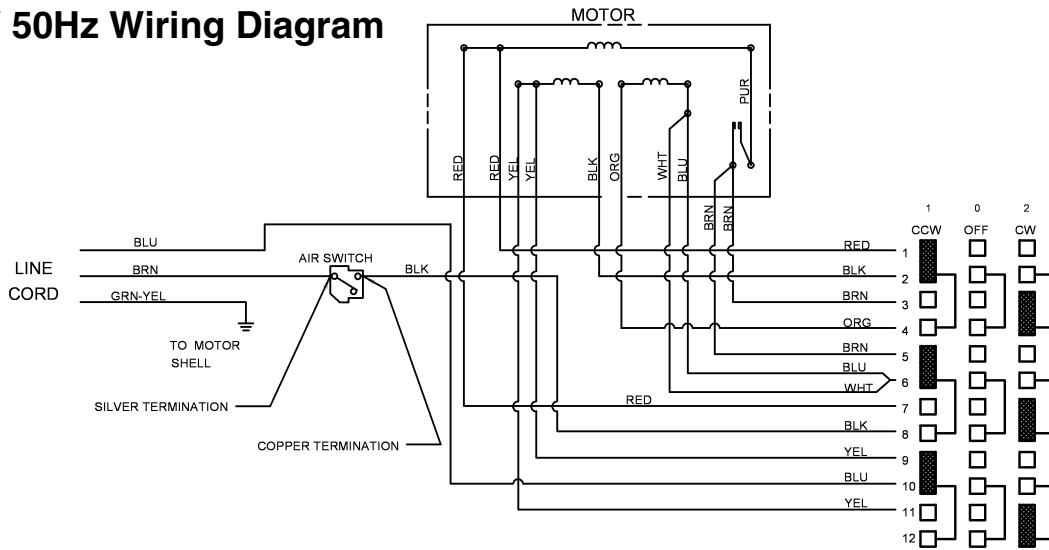 50Hz Wiring Diagram
MOTOR
PUR
RED
RED
YEL
YEL
BLK
ORG
WHT
BLU
BRN
BRN
1 0 2
CCW OFF CW
LINE
CORD
BLU
BRN
GRN-YEL
AIR SWITCH
BLK
TO MOTOR
SHELL
SILVER TERMINATION
COPPER TERMINATION
RED 1
BLK 2
BRN 3
ORG 4
BRN 5
BLU
6
WHT
RED 7
BLK 8
YEL 9
BLU 10
YEL 11
12